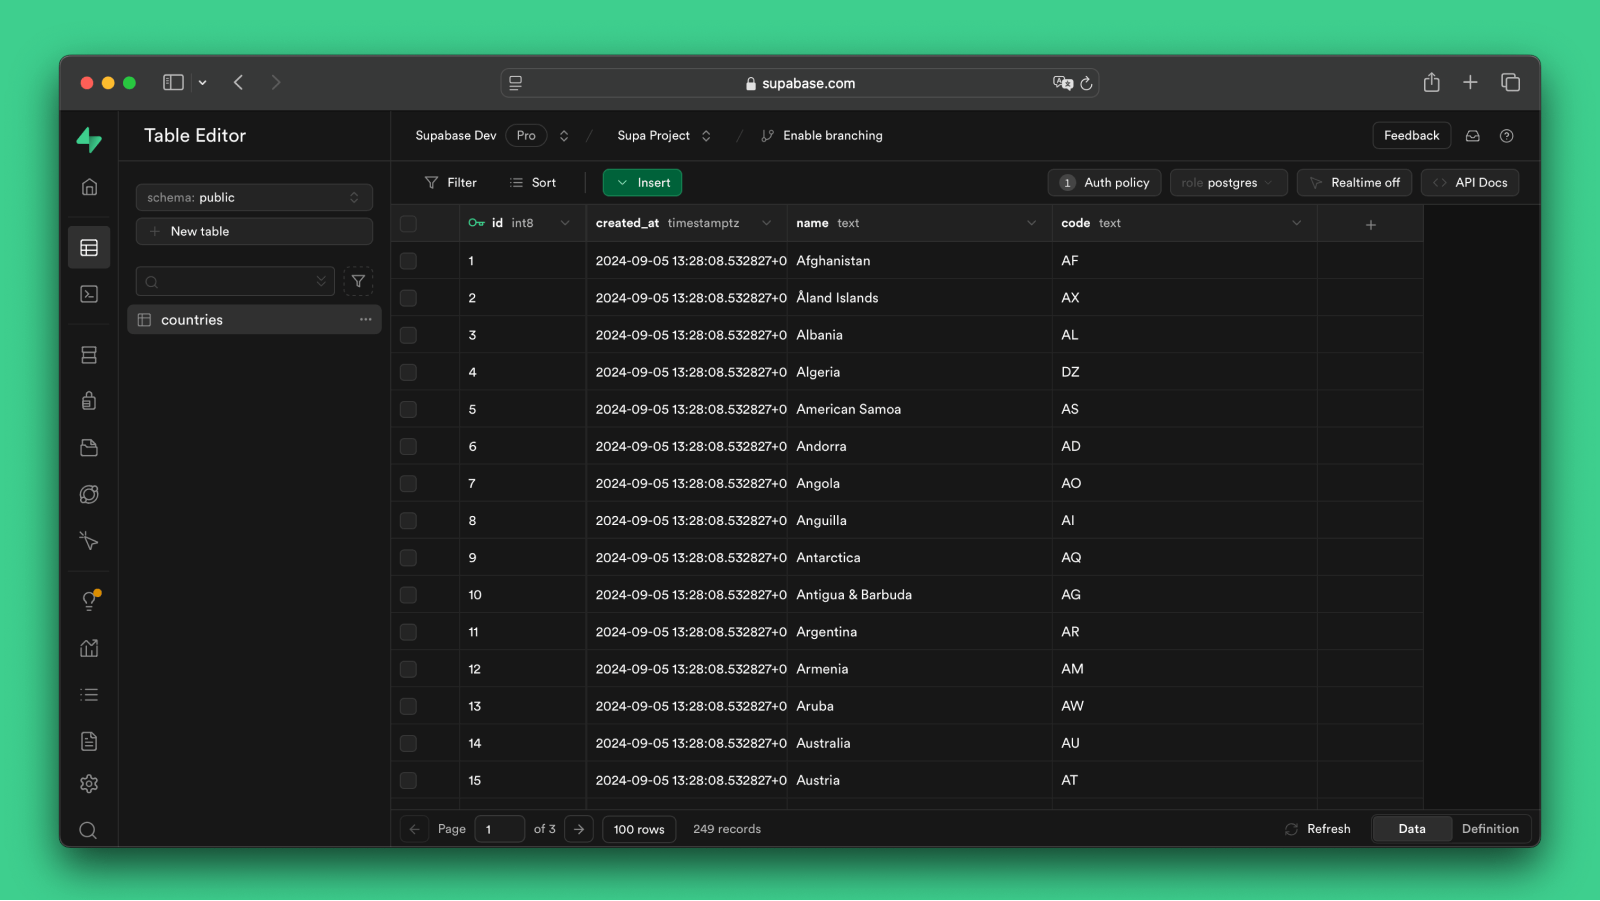 supabase.com
Table Editor
Supabase Dev Pro / Supa Project / Enable branching Feedback
schema: public
New table
countries
Filter Sort Insert 1 Auth policy role postgres Realtime off API Docs
id int8 created_at timestamptz name text code text
1 2024-09-05 13:28:08.532827+0 Afghanistan AF
2 2024-09-05 13:28:08.532827+0 Åland Islands AX
3 2024-09-05 13:28:08.532827+0 Albania AL
4 2024-09-05 13:28:08.532827+0 Algeria DZ
5 2024-09-05 13:28:08.532827+0 American Samoa AS
6 2024-09-05 13:28:08.532827+0 Andorra AD
7 2024-09-05 13:28:08.532827+0 Angola AO
8 2024-09-05 13:28:08.532827+0 Anguilla AI
9 2024-09-05 13:28:08.532827+0 Antarctica AQ
10 2024-09-05 13:28:08.532827+0 Antigua & Barbuda AG
11 2024-09-05 13:28:08.532827+0 Argentina AR
12 2024-09-05 13:28:08.532827+0 Armenia AM
13 2024-09-05 13:28:08.532827+0 Aruba AW
14 2024-09-05 13:28:08.532827+0 Australia AU
15 2024-09-05 13:28:08.532827+0 Austria AT
Page 1 of 3 100 rows 249 records Refresh Data Definition